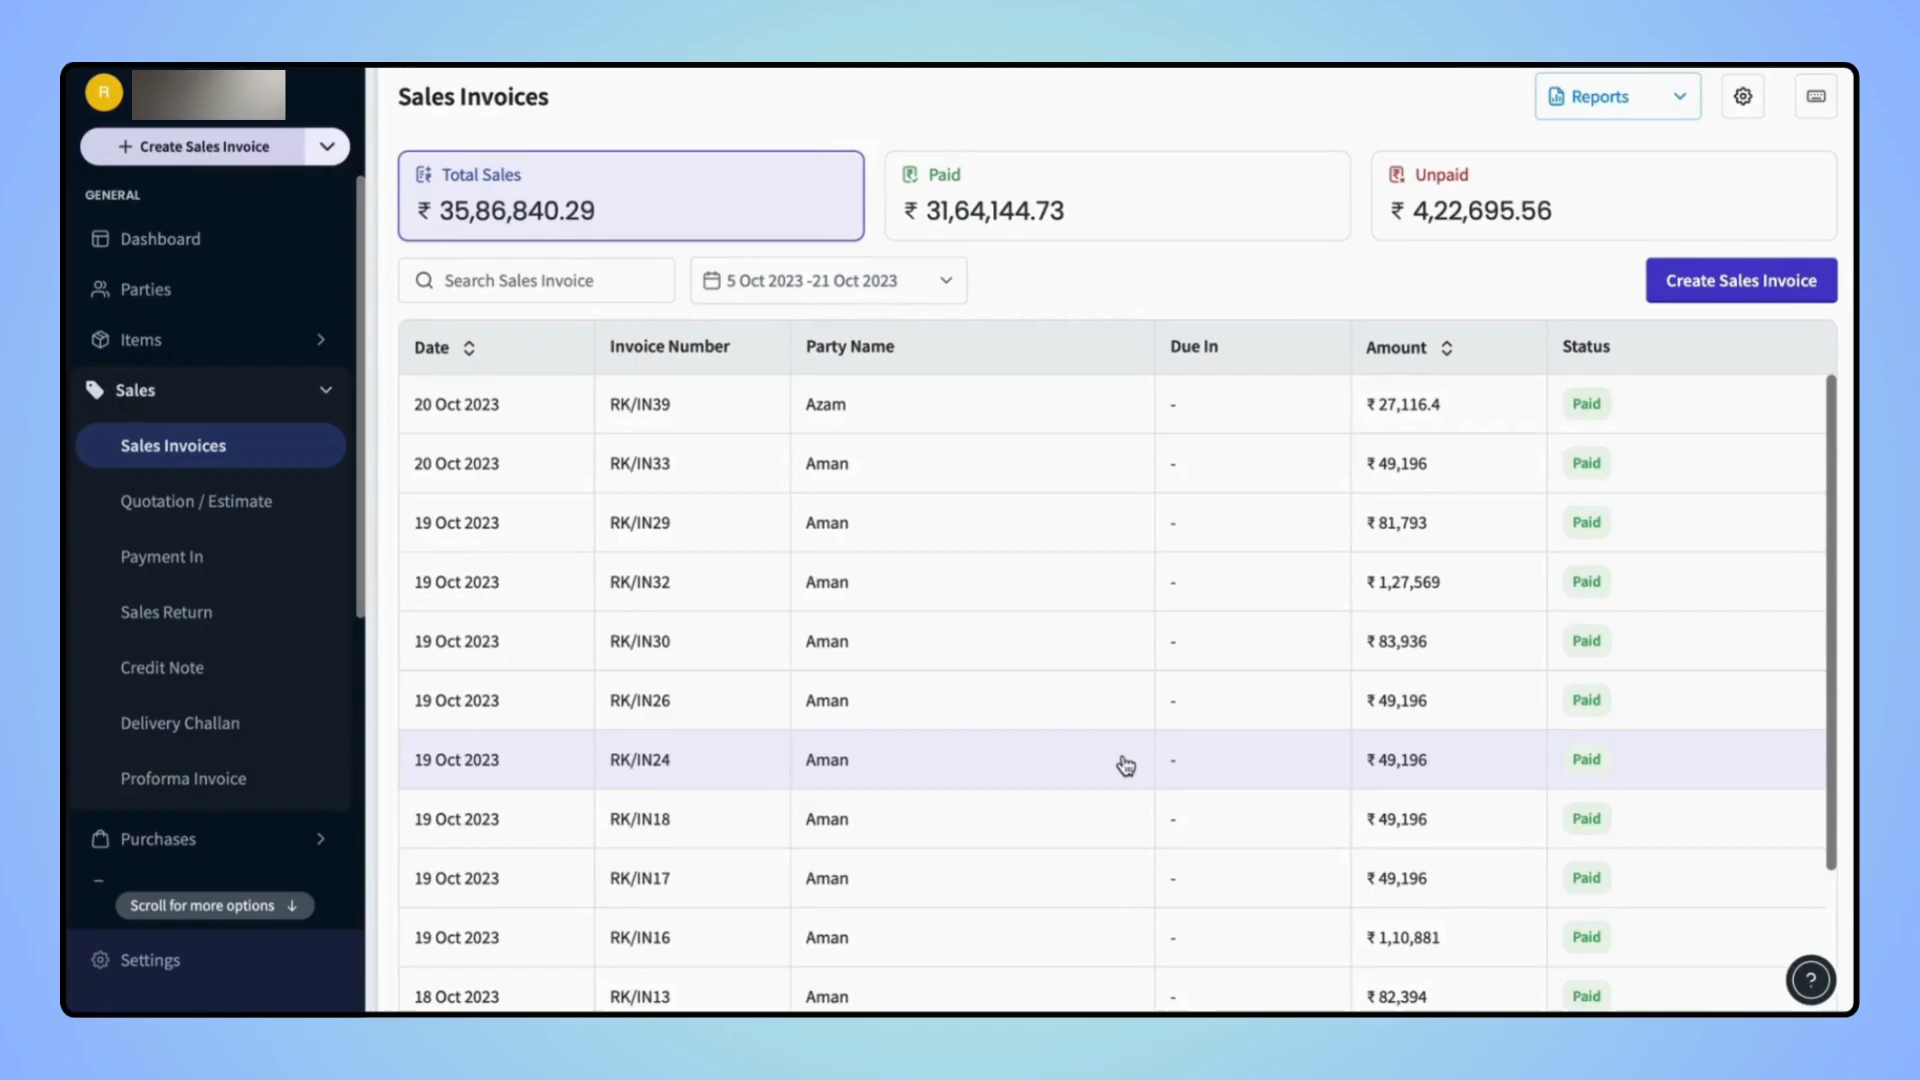 R
+ Create Sales Invoice
GENERAL
Dashboard
Parties
Items
Sales
Sales Invoices
Quotation / Estimate
Payment In
Sales Return
Credit Note
Delivery Challan
Proforma Invoice
Purchases
Scroll for more options ↓
Settings
Sales Invoices
Reports
Total Sales
₹ 35,86,840.29
Paid
₹ 31,64,144.73
Unpaid
₹ 4,22,695.56
Search Sales Invoice
5 Oct 2023 -21 Oct 2023
Create Sales Invoice
Date Invoice Number Party Name Due In Amount Status
20 Oct 2023 RK/IN39 Azam - ₹ 27,116.4 Paid
20 Oct 2023 RK/IN33 Aman - ₹ 49,196 Paid
19 Oct 2023 RK/IN29 Aman - ₹ 81,793 Paid
19 Oct 2023 RK/IN32 Aman - ₹ 1,27,569 Paid
19 Oct 2023 RK/IN30 Aman - ₹ 83,936 Paid
19 Oct 2023 RK/IN26 Aman - ₹ 49,196 Paid
19 Oct 2023 RK/IN24 Aman - ₹ 49,196 Paid
19 Oct 2023 RK/IN18 Aman - ₹ 49,196 Paid
19 Oct 2023 RK/IN17 Aman - ₹ 49,196 Paid
19 Oct 2023 RK/IN16 Aman - ₹ 1,10,881 Paid
18 Oct 2023 RK/IN13 Aman - ₹ 82,394 Paid
?